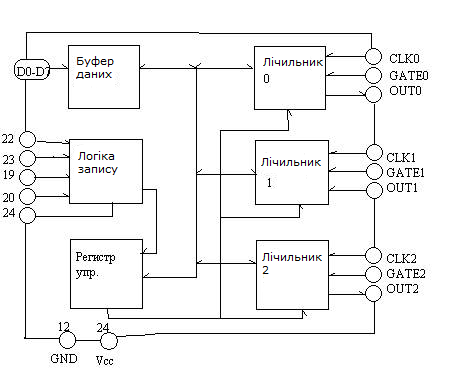 D0-D7
Буфер
даних
Лічильник
0
CLK0
GATE0
OUT0
22
23
19
20
24
Логіка
запису
Лічильник
1
CLK1
GATE1
OUT1
Регистр
упр.
Лічильник
2
CLK2
GATE2
OUT2
12
GND
24
Vcc